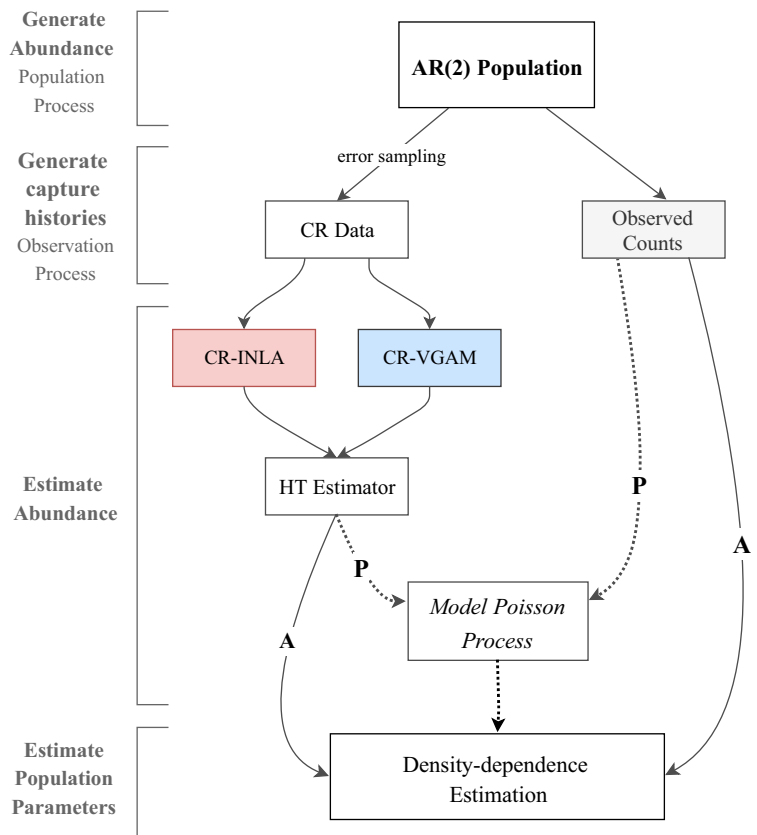 Generate
Abundance
Population
Process
AR(2) Population
error sampling
Generate
capture
histories
Observation
Process
CR Data
Observed
Counts
CR-INLA
CR-VGAM
Estimate
Abundance
HT Estimator
P
P
A
A
Model Poisson
Process
Estimate
Population
Parameters
Density-dependence
Estimation